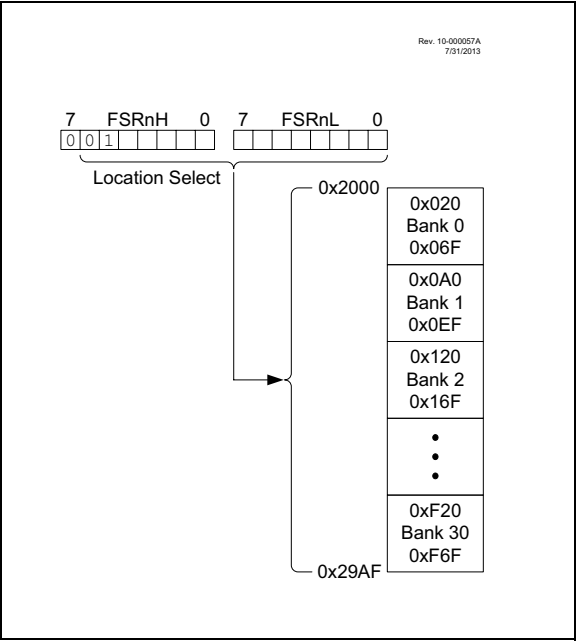 Rev. 10-000057A
7/31/2013
7 FSRnH 0 7 FSRnL 0
0 0 1
Location Select
0x2000
0x020
Bank 0
0x06F
0x0A0
Bank 1
0x0EF
0x120
Bank 2
0x16F
0xF20
Bank 30
0xF6F
0x29AF